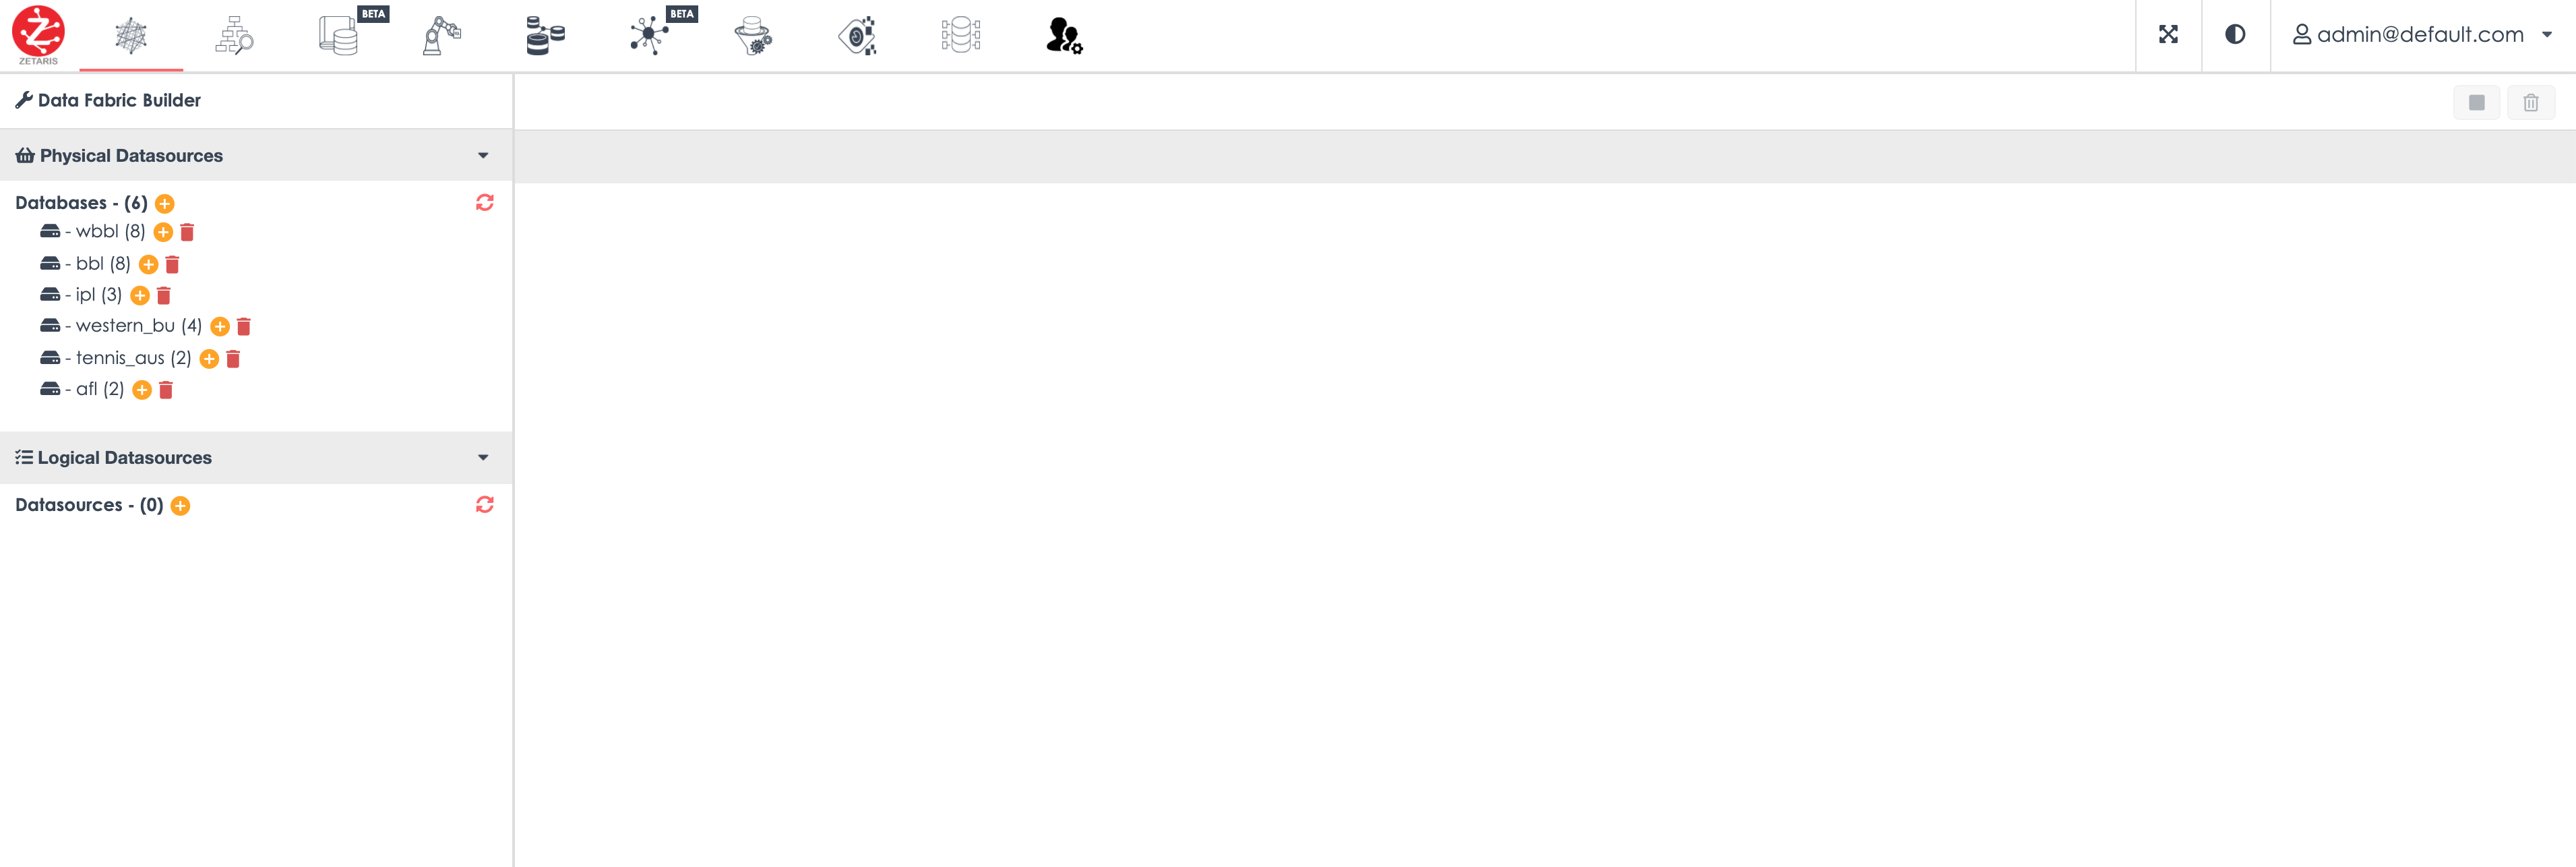 ZETARIS
BETA
BETA
admin@default.com
Data Fabric Builder
Physical Datasources
Databases - (6)
- wbbl (8)
- bbl (8)
- ipl (3)
- western_bu (4)
- tennis_aus (2)
- afl (2)
Logical Datasources
Datasources - (0)